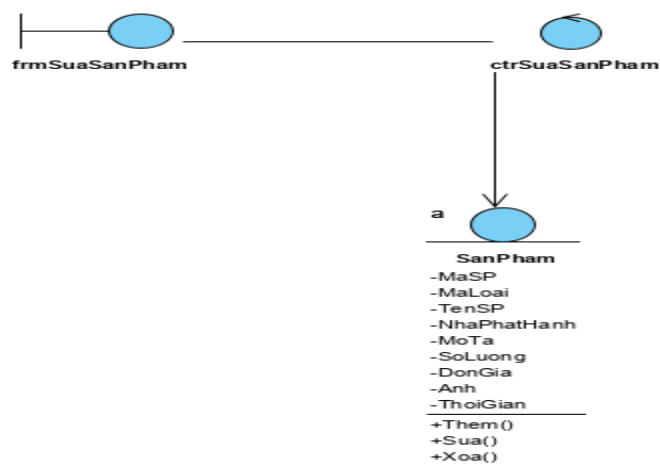 frmSuaSanPham
ctrSuaSanPham
a
SanPham
-MaSP
-MaLoai
-TenSP
-NhaPhatHanh
-MoTa
-SoLuong
-DonGia
-Anh
-ThoiGian
+Them()
+Sua()
+Xoa()